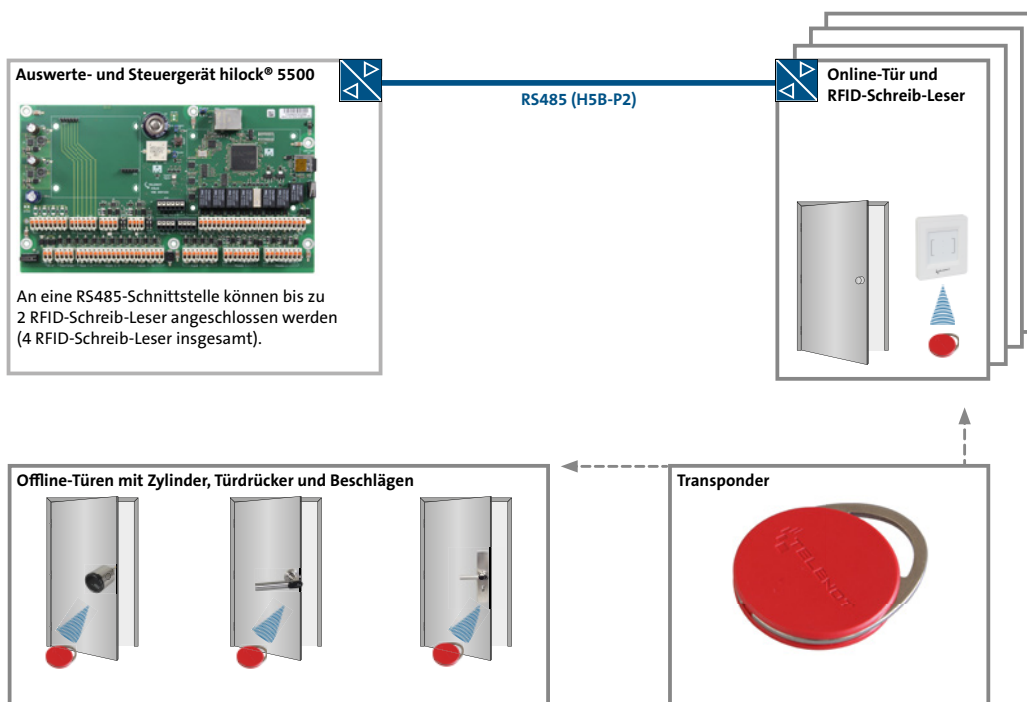 Auswerte- und Steuergerät hilock® 5500
RS485 (H5B-P2)
Online-Tür und
RFID-Schreib-Leser
An eine RS485-Schnittstelle können bis zu
2 RFID-Schreib-Leser angeschlossen werden
(4 RFID-Schreib-Leser insgesamt).
Offline-Türen mit Zylinder, Türdrücker und Beschlägen
Transponder
TELENOT